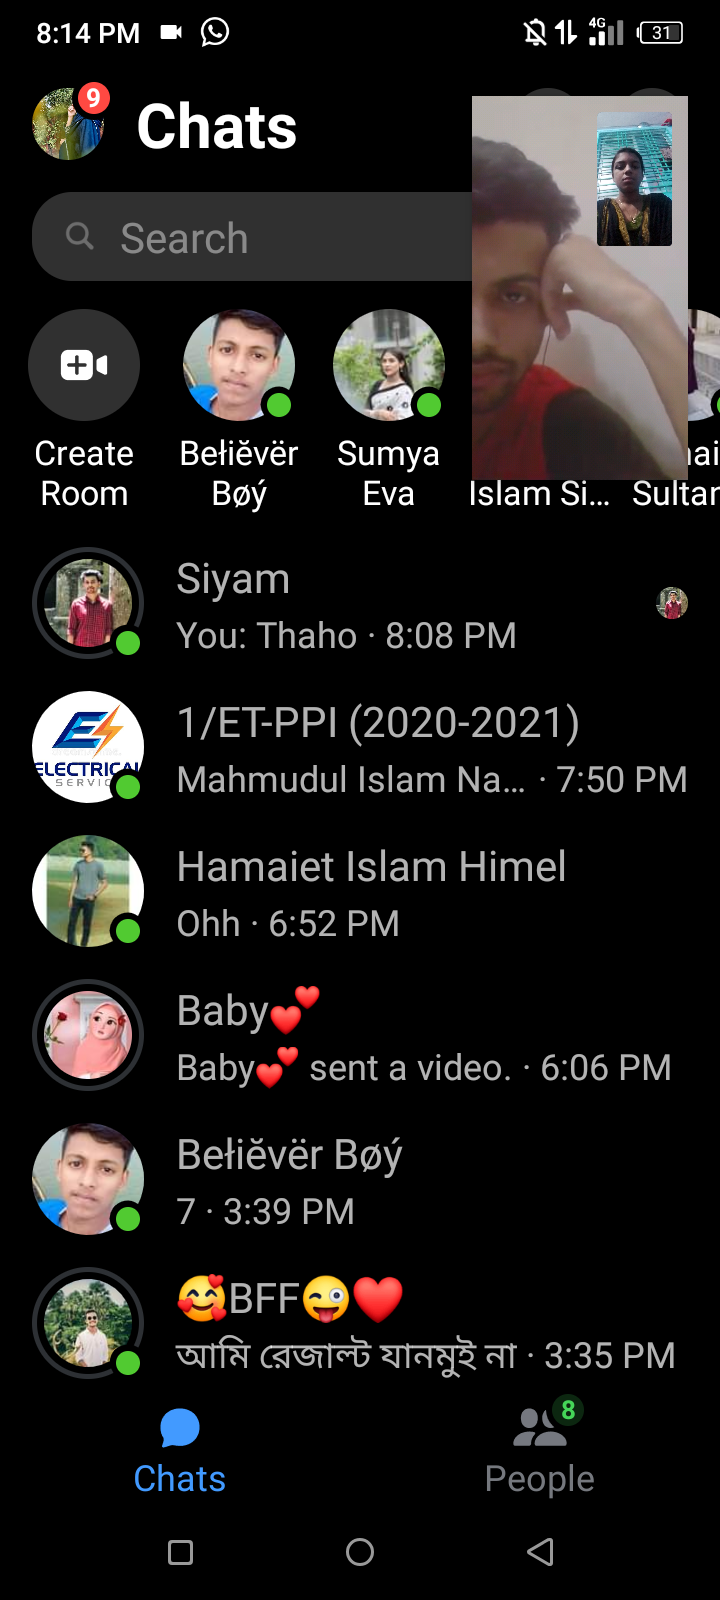 8:14 PM
4G
31
9
Chats
Search
Create
Room
Bełiĕvër
Bøý
Sumya
Eva
Islam Si...
Sultan
Siyam
You: Thaho · 8:08 PM
1/ET-PPI (2020-2021)
Mahmudul Islam Na... · 7:50 PM
ELECTRICAL
SERVIC
Hamaiet Islam Himel
Ohh · 6:52 PM
Baby💕
Baby💕 sent a video. · 6:06 PM
Bełiĕvër Bøý
7 · 3:39 PM
🥰BFF😜❤️
আমি রেজাল্ট যানমুই না · 3:35 PM
8
Chats
People